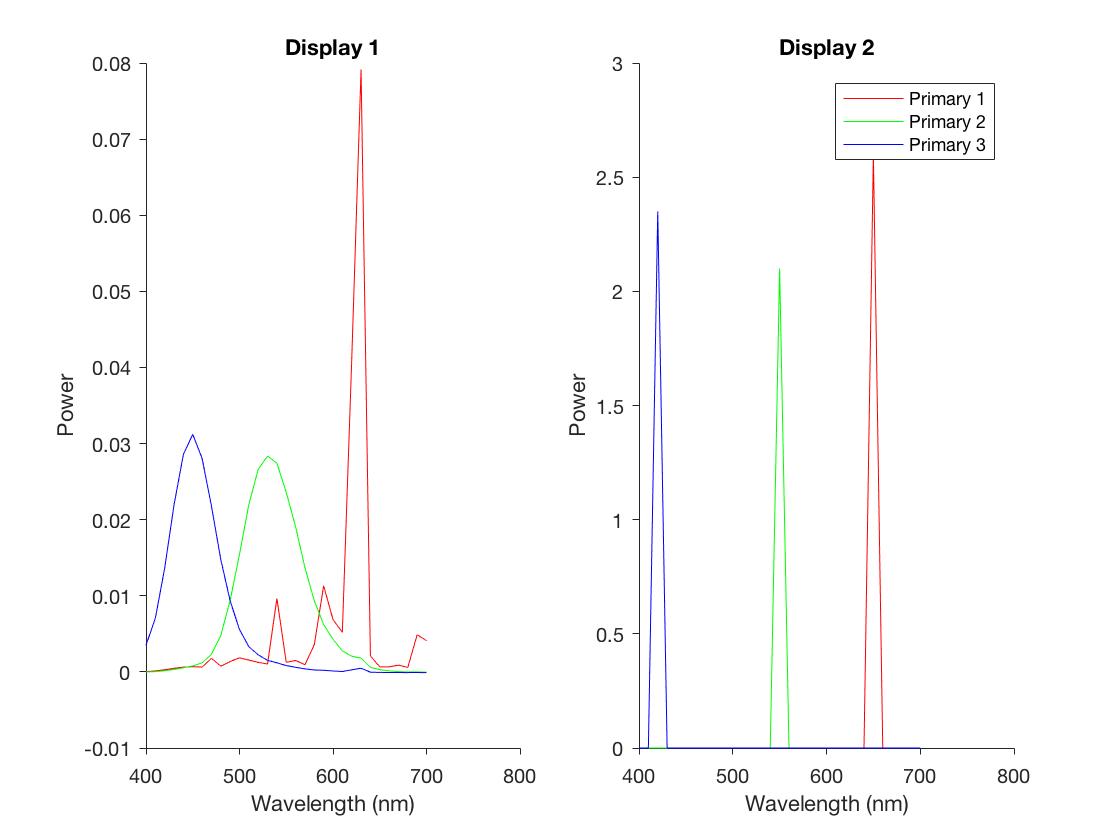 Display 1
0.08
0.07
0.06
0.05
0.04
0.03
0.02
0.01
0
-0.01
Power
400 500 600 700 800
Wavelength (nm)
Display 2
3
2.5
2
1.5
1
0.5
0
Power
Primary 1
Primary 2
Primary 3
400 500 600 700 800
Wavelength (nm)